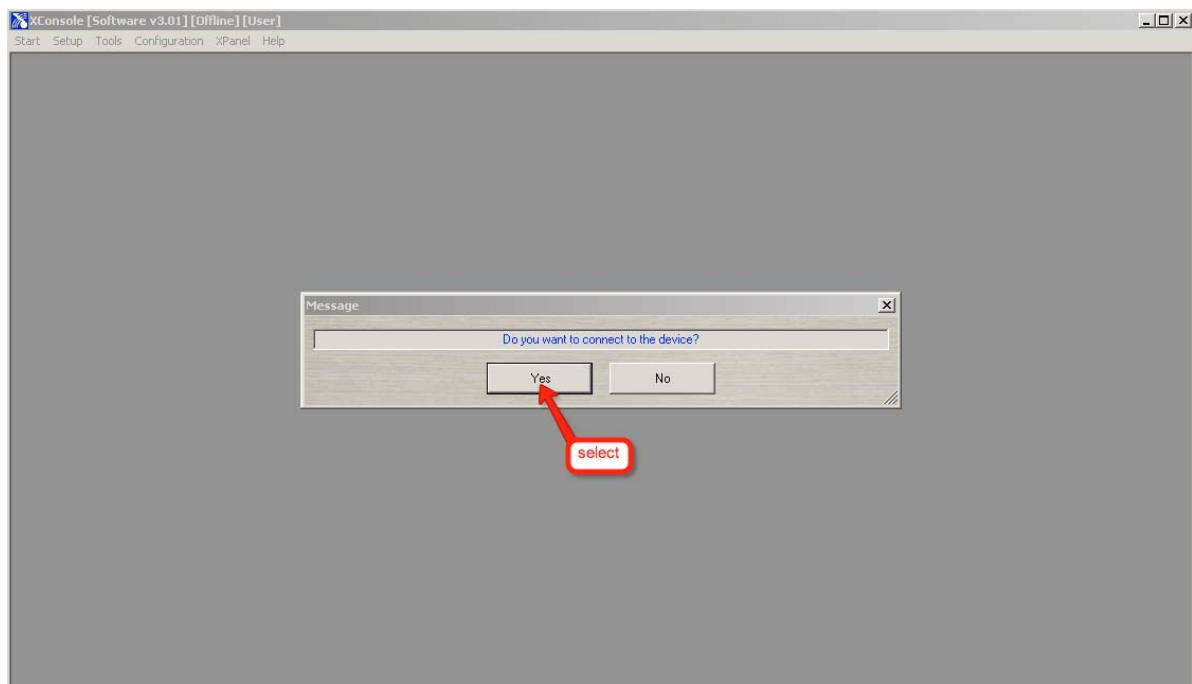 XConsole [Software v3.01] [Offline] [User]
Start Setup Tools Configuration XPanel Help
Message
Do you want to connect to the device?
Yes No
select